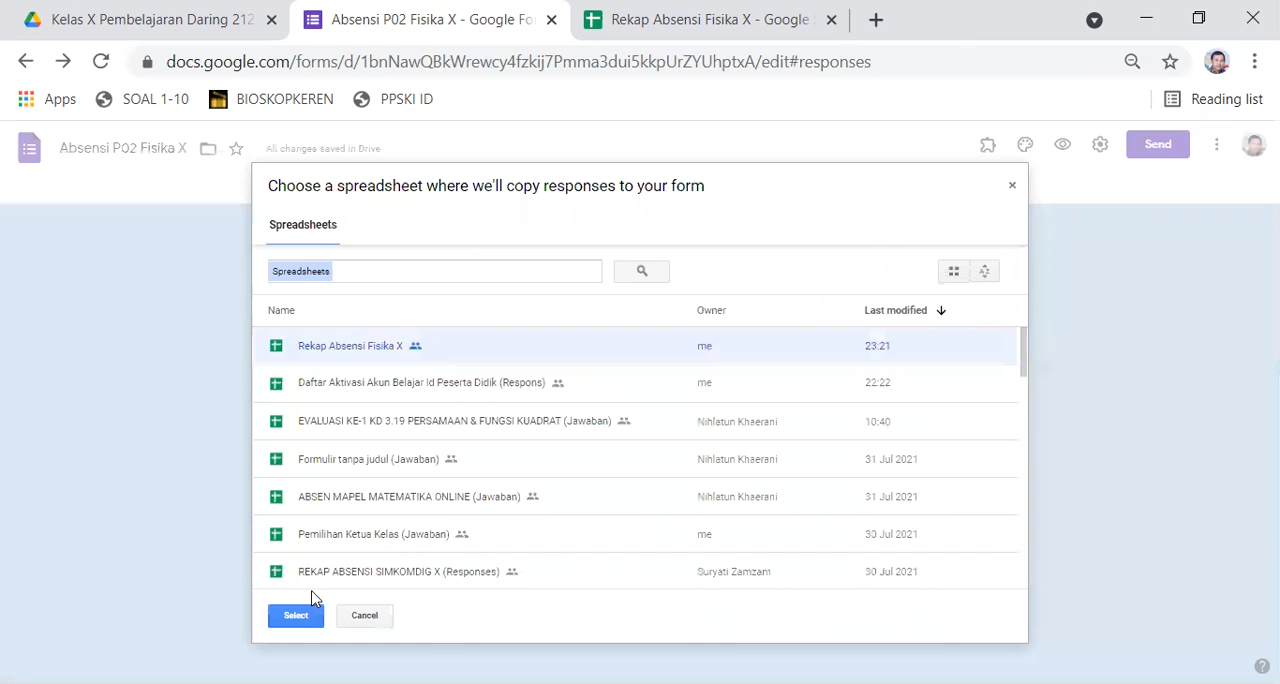 Kelas X Pembelajaran Daring 212
Absensi P02 Fisika X - Google Fo
Rekap Absensi Fisika X - Google S
docs.google.com/forms/d/1bnNawQBkWrewcy4fzkij7Pmma3dui5kkpUrZYUhptxA/edit#responses
Apps SOAL 1-10 BIOSKOPKEREN PPSKI ID Reading list
Absensi P02 Fisika X All changes saved in Drive Send
Choose a spreadsheet where we'll copy responses to your form
Spreadsheets
Spreadsheets
Name Owner Last modified
Rekap Absensi Fisika X me 23:21
Daftar Aktivasi Akun Belajar Id Peserta Didik (Respons) me 22:22
EVALUASI KE-1 KD 3.19 PERSAMAAN & FUNGSI KUADRAT (Jawaban) Nihlatun Khaerani 10:40
Formulir tanpa judul (Jawaban) Nihlatun Khaerani 31 Jul 2021
ABSEN MAPEL MATEMATIKA ONLINE (Jawaban) Nihlatun Khaerani 31 Jul 2021
Pemilihan Ketua Kelas (Jawaban) me 30 Jul 2021
REKAP ABSENSI SIMKOMDIG X (Responses) Suryati Zamzam 30 Jul 2021
Select Cancel